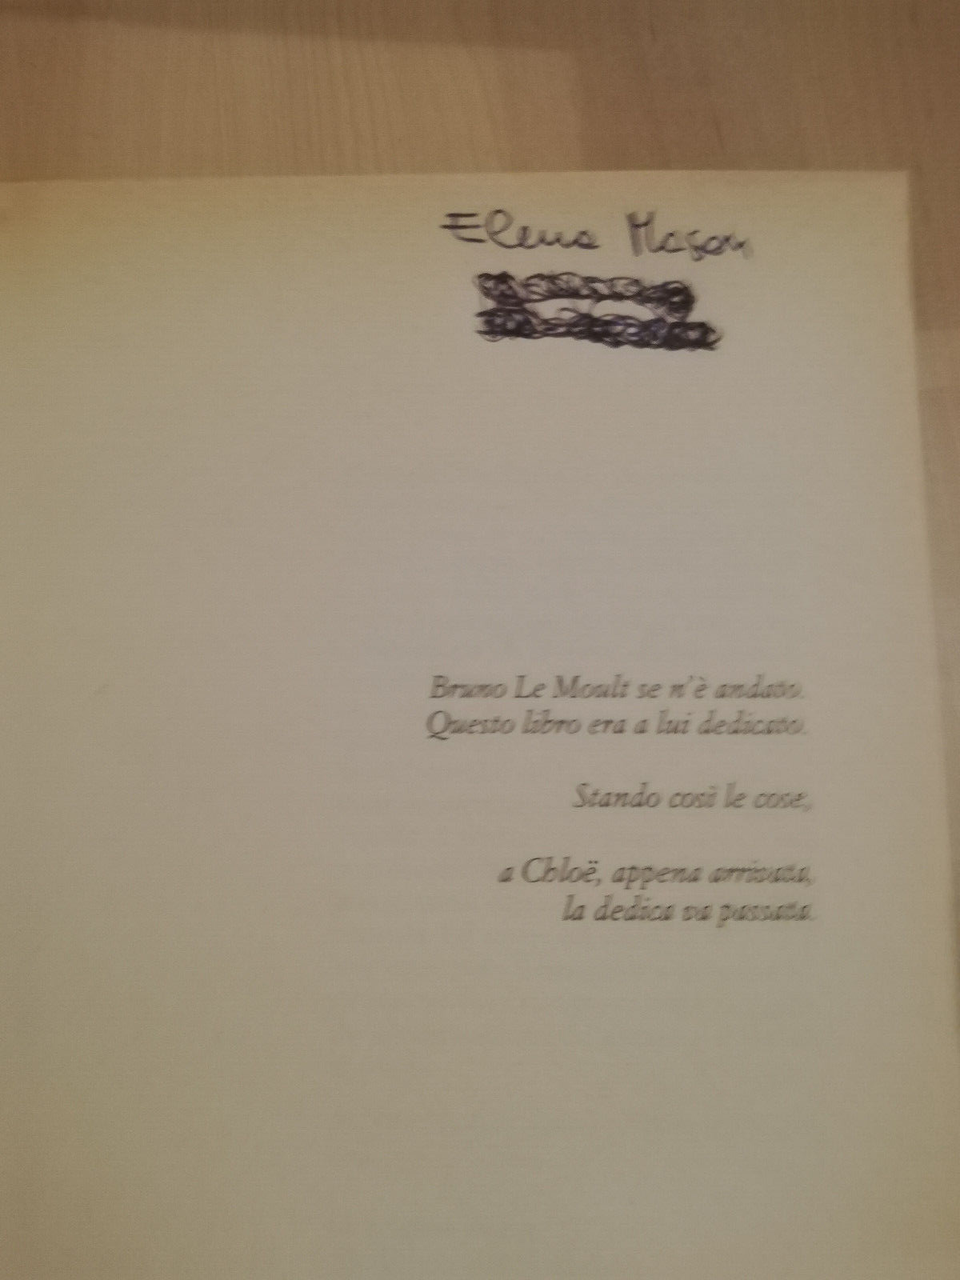 Elena
Bruno Le Moult se n'è andato.
Questo libro era a lui dedicato.
Stando così le cose,
a Chloë, appena arrivata,
la dedica va passata.